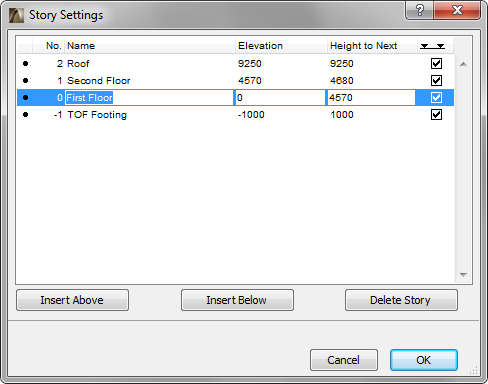 Story Settings
?
No. Name Elevation Height to Next
2 Roof 9250 9250
1 Second Floor 4570 4680
0 First Floor 0 4570
-1 TOF Footing -1000 1000
Insert Above Insert Below Delete Story
Cancel OK